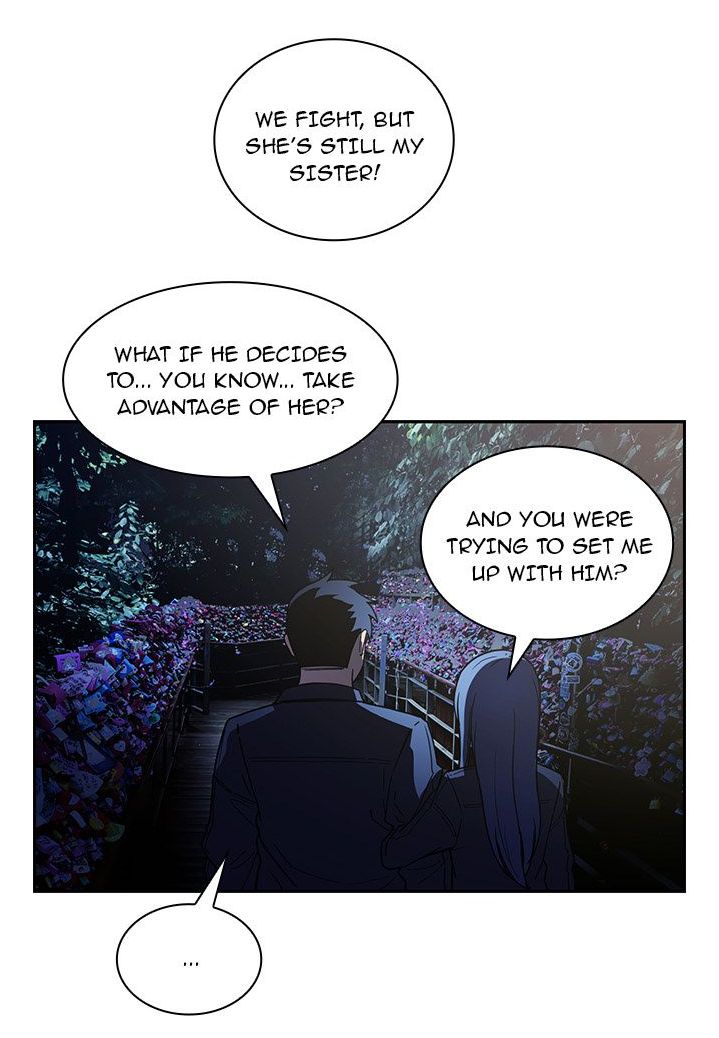 WE FIGHT, BUT
SHE'S STILL MY
SISTER!
WHAT IF HE DECIDES
TO... YOU KNOW... TAKE
ADVANTAGE OF HER?
AND YOU WERE
TRYING TO SET ME
UP WITH HIM?
...